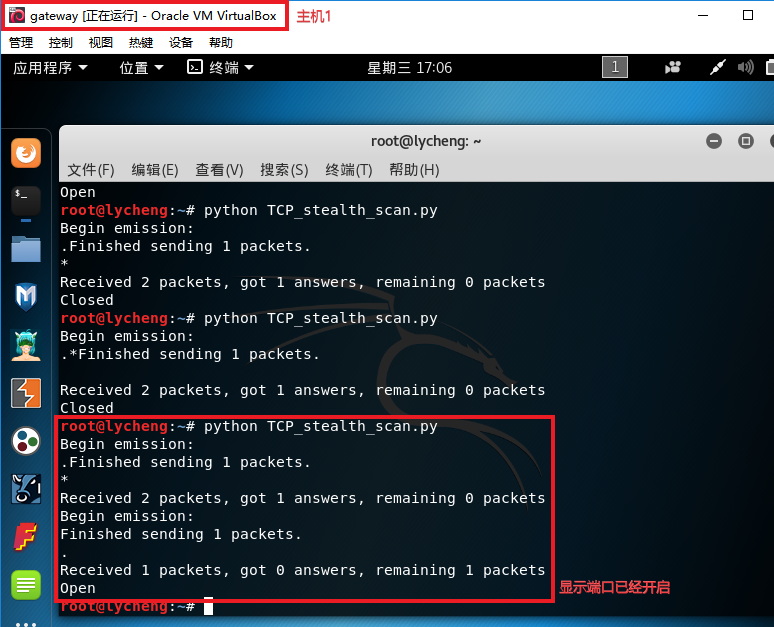 gateway [正在运行] - Oracle VM VirtualBox
主机1
管理 控制 视图 热键 设备 帮助
应用程序 位置 终端 星期三 17:06 1
root@lycheng: ~
文件(F) 编辑(E) 查看(V) 搜索(S) 终端(T) 帮助(H)
Open
root@lycheng:~# python TCP_stealth_scan.py
Begin emission:
.Finished sending 1 packets.
*
Received 2 packets, got 1 answers, remaining 0 packets
Closed
root@lycheng:~# python TCP_stealth_scan.py
Begin emission:
.*Finished sending 1 packets.
Received 2 packets, got 1 answers, remaining 0 packets
Closed
root@lycheng:~# python TCP_stealth_scan.py
Begin emission:
.Finished sending 1 packets.
*
Received 2 packets, got 1 answers, remaining 0 packets
Begin emission:
Finished sending 1 packets.
.
Received 1 packets, got 0 answers, remaining 1 packets
Open
显示端口已经开启
root@lycheng:~#